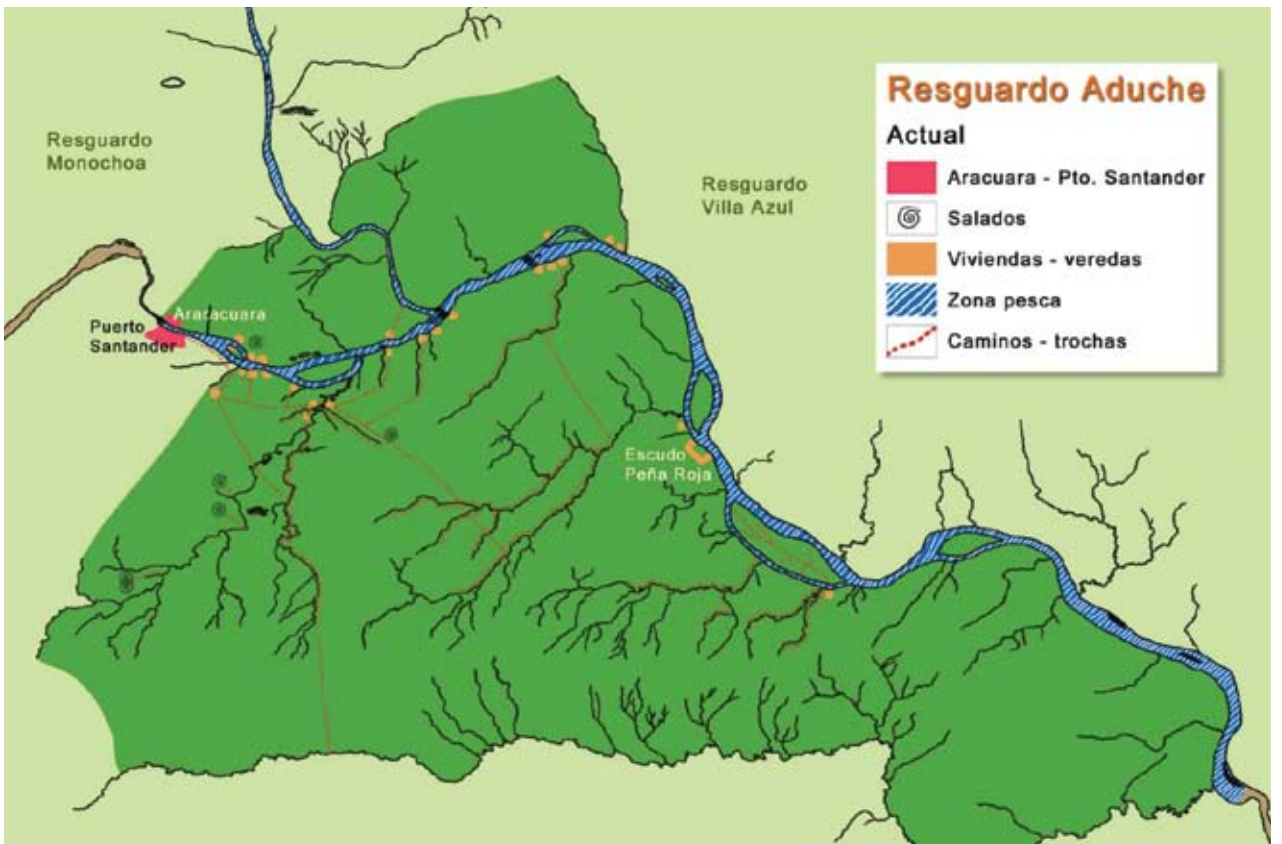 Resguardo Aduche
Actual
Aracuara - Pto. Santander
Salados
Viviendas - veredas
Zona pesca
Caminos - trochas
Resguardo
Monochoa
Resguardo
Villa Azul
Araracuara
Puerto
Santander
Escudo
Peña Roja